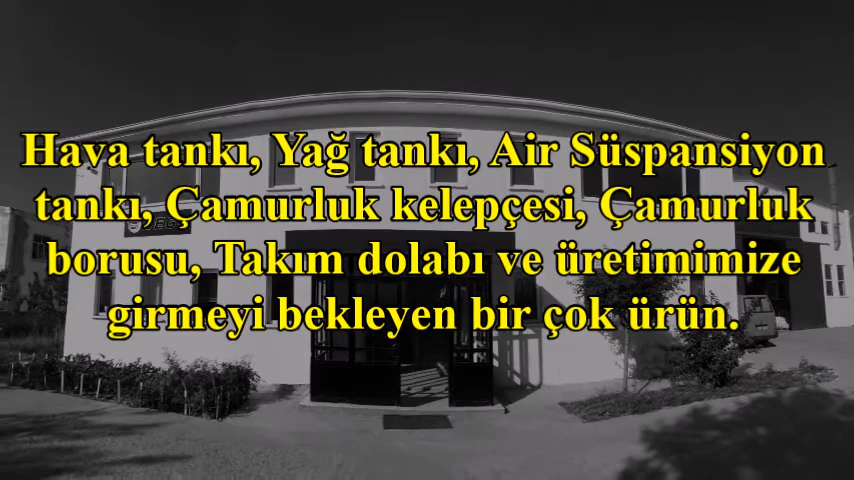 Hava tankı, Yağ tankı, Air Süspansiyon
tankı, Çamurluk kelepçesi, Çamurluk
borusu, Takım dolabı ve üretimimize
girmeyi bekleyen bir çok ürün.